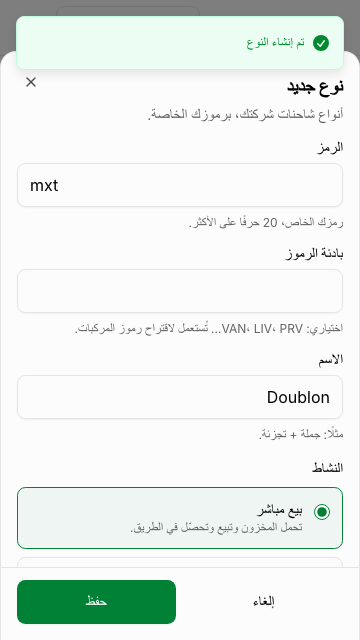 تم إنشاء النوع
نوع جديد
أنواع شاحنات شركتك، برموزك الخاصة.
الرمز
mxt
رمزك الخاص، 20 حرفًا على الأكثر.
بادئة الرموز
اختياري: VAN، LIV، PRV... تُستعمل لاقتراح رموز المركبات.
الاسم
Doublon
مثلًا: جملة + تجزئة.
النشاط
بيع مباشر
تحمل المخزون وتبيع وتحصّل في الطريق.
إلغاء
حفظ